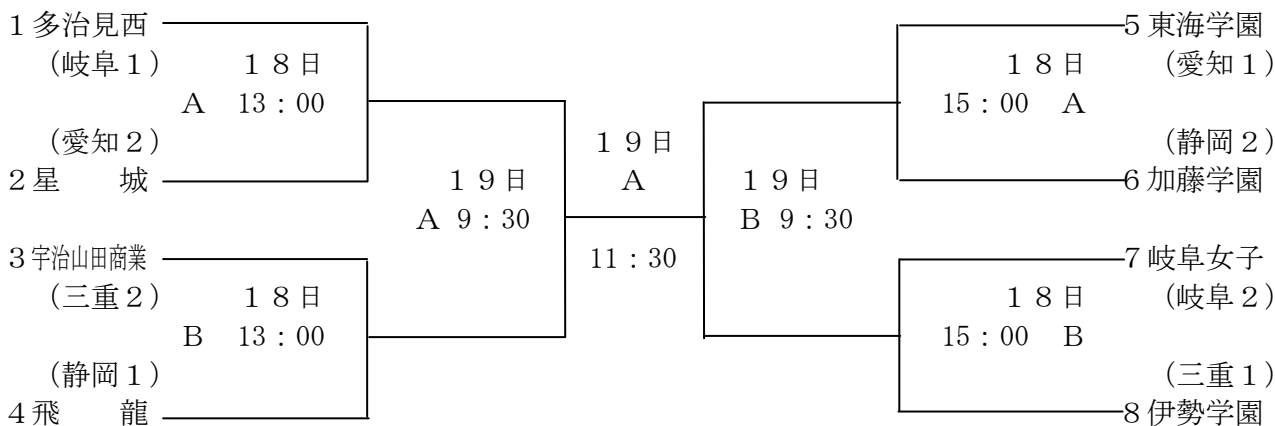 1 多治見西
(岐阜1)
18日
A 13:00
(愛知2)
2 星 城
3 宇治山田商業
(三重2)
18日
B 13:00
(静岡1)
4 飛 龍
19日
A 9:30
19日
A
11:30
19日
B 9:30
5 東海学園
18日 (愛知1)
15:00 A
(静岡2)
6 加藤学園
7 岐阜女子
18日 (岐阜2)
15:00 B
(三重1)
8 伊勢学園